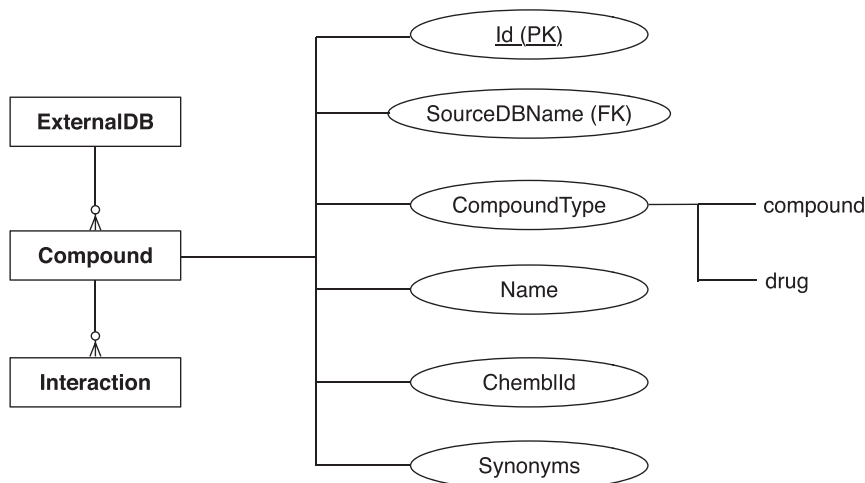 Id (PK)
ExternalDB
SourceDBName (FK)
CompoundType
compound
Compound
drug
Name
Interaction
ChemblId
Synonyms